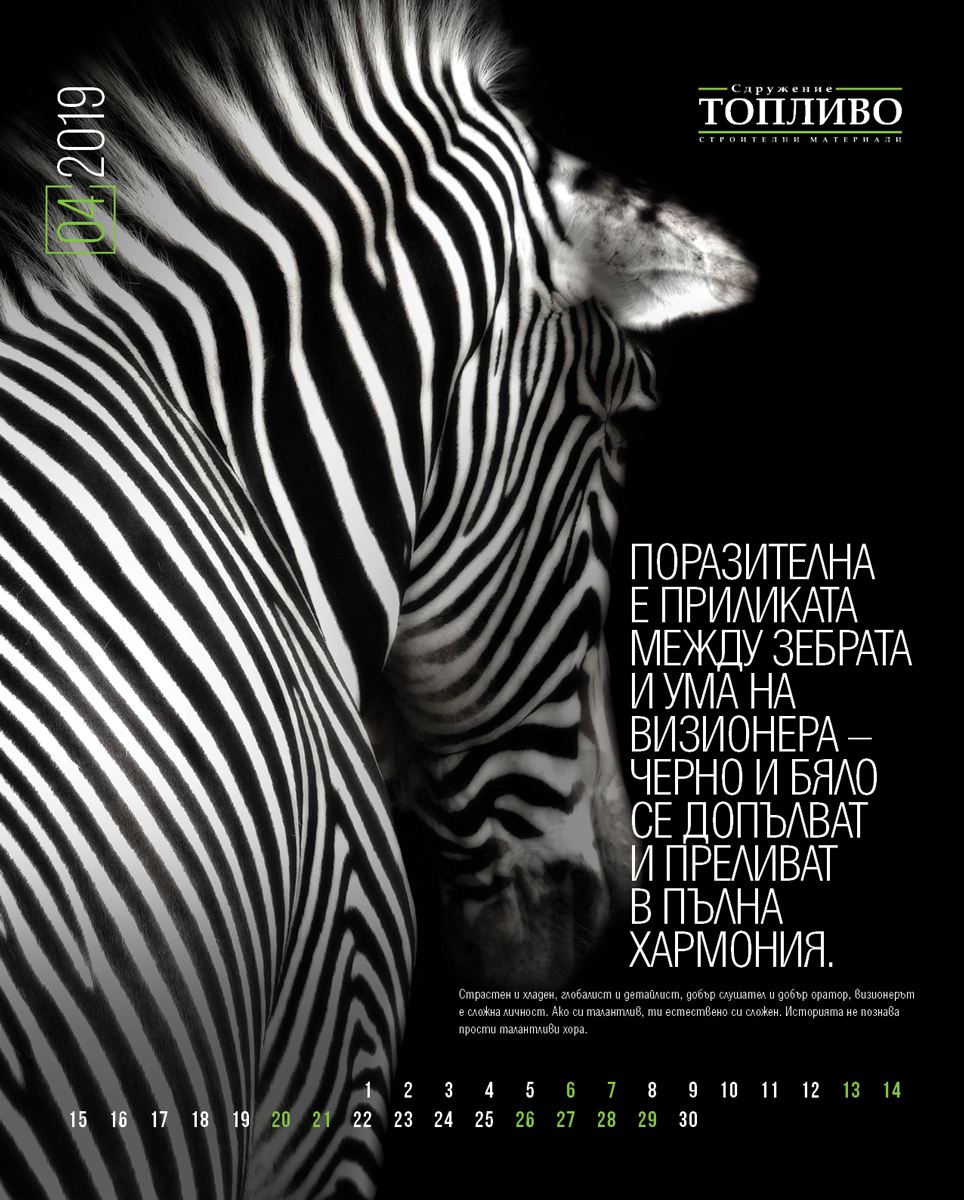 04 2019
Сдружение
ТОПЛИВО
СТРОИТЕЛНИ МАТЕРИАЛИ
ПОРАЗИТЕЛНА
Е ПРИЛИКАТА
МЕЖДУ ЗЕБРАТА
И УМА НА
ВИЗИОНЕРА –
ЧЕРНО И БЯЛО
СЕ ДОПЪЛВАТ
И ПРЕЛИВАТ
В ПЪЛНА
ХАРМОНИЯ.
Страстен и хладен, глобалист и детайлист, добър слушател и добър оратор, визионерът
е сложна личност. Ако си талантлив, ти естествено си сложен. Историята не познава
прости талантливи хора.
1 2 3 4 5 6 7 8 9 10 11 12 13 14
15 16 17 18 19 20 21 22 23 24 25 26 27 28 29 30